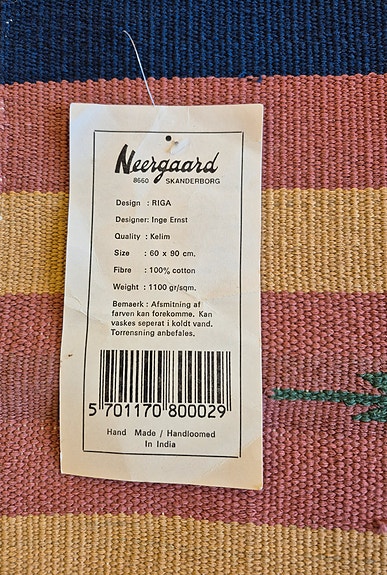 Neergaard
8660 SKANDERBORG
Design : RIGA
Designer: Inge Ernst
Quality : Kelim
Size : 60 x 90 cm.
Fibre : 100% cotton
Weight : 1100 gr/sqm.
Bemaerk : Afsmitning af
farven kan forekomme. Kan
vaskes seperat i koldt vand.
Torrensning anbefales.
5 701170 800029
Hand Made / Handloomed
In India